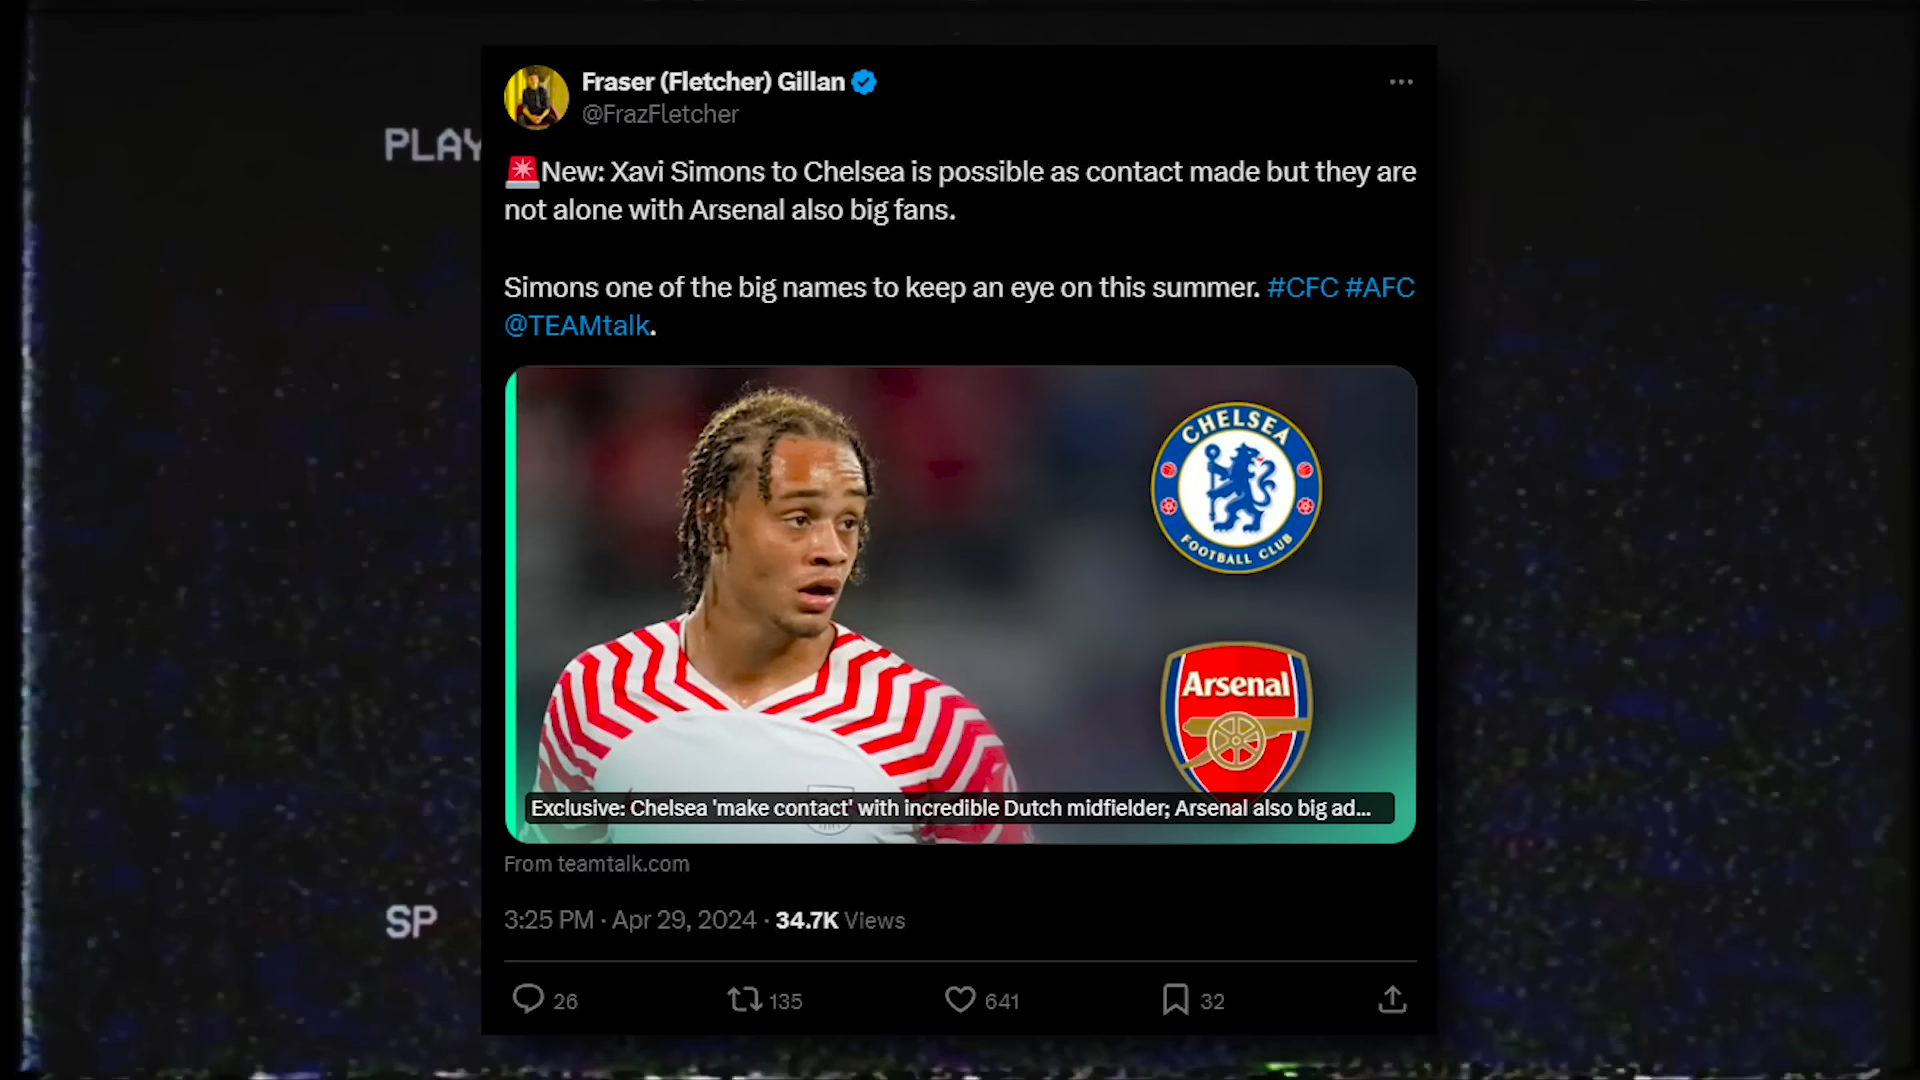 Fraser (Fletcher) Gillan
@FrazFletcher
PLAY
🚨New: Xavi Simons to Chelsea is possible as contact made but they are
not alone with Arsenal also big fans.
Simons one of the big names to keep an eye on this summer. #CFC #AFC
@TEAMtalk.
CHELSEA
FOOTBALL CLUB
Arsenal
Exclusive: Chelsea 'make contact' with incredible Dutch midfielder; Arsenal also big ad...
From teamtalk.com
3:25 PM · Apr 29, 2024 · 34.7K Views
SP
26 135 641 32